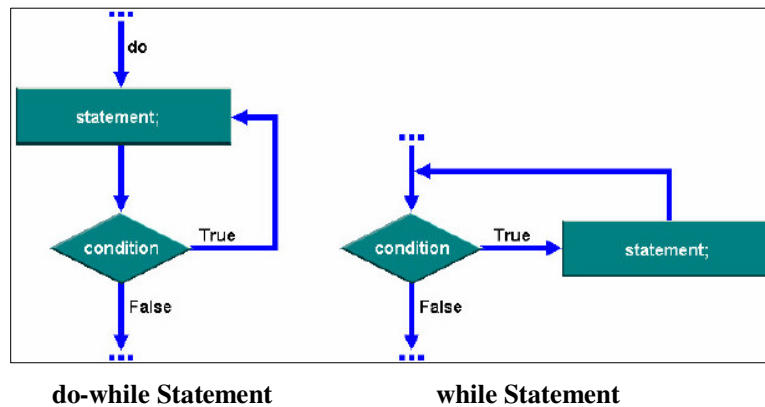 do
statement;
condition
True
False
condition
True
statement;
False
do-while Statement
while Statement